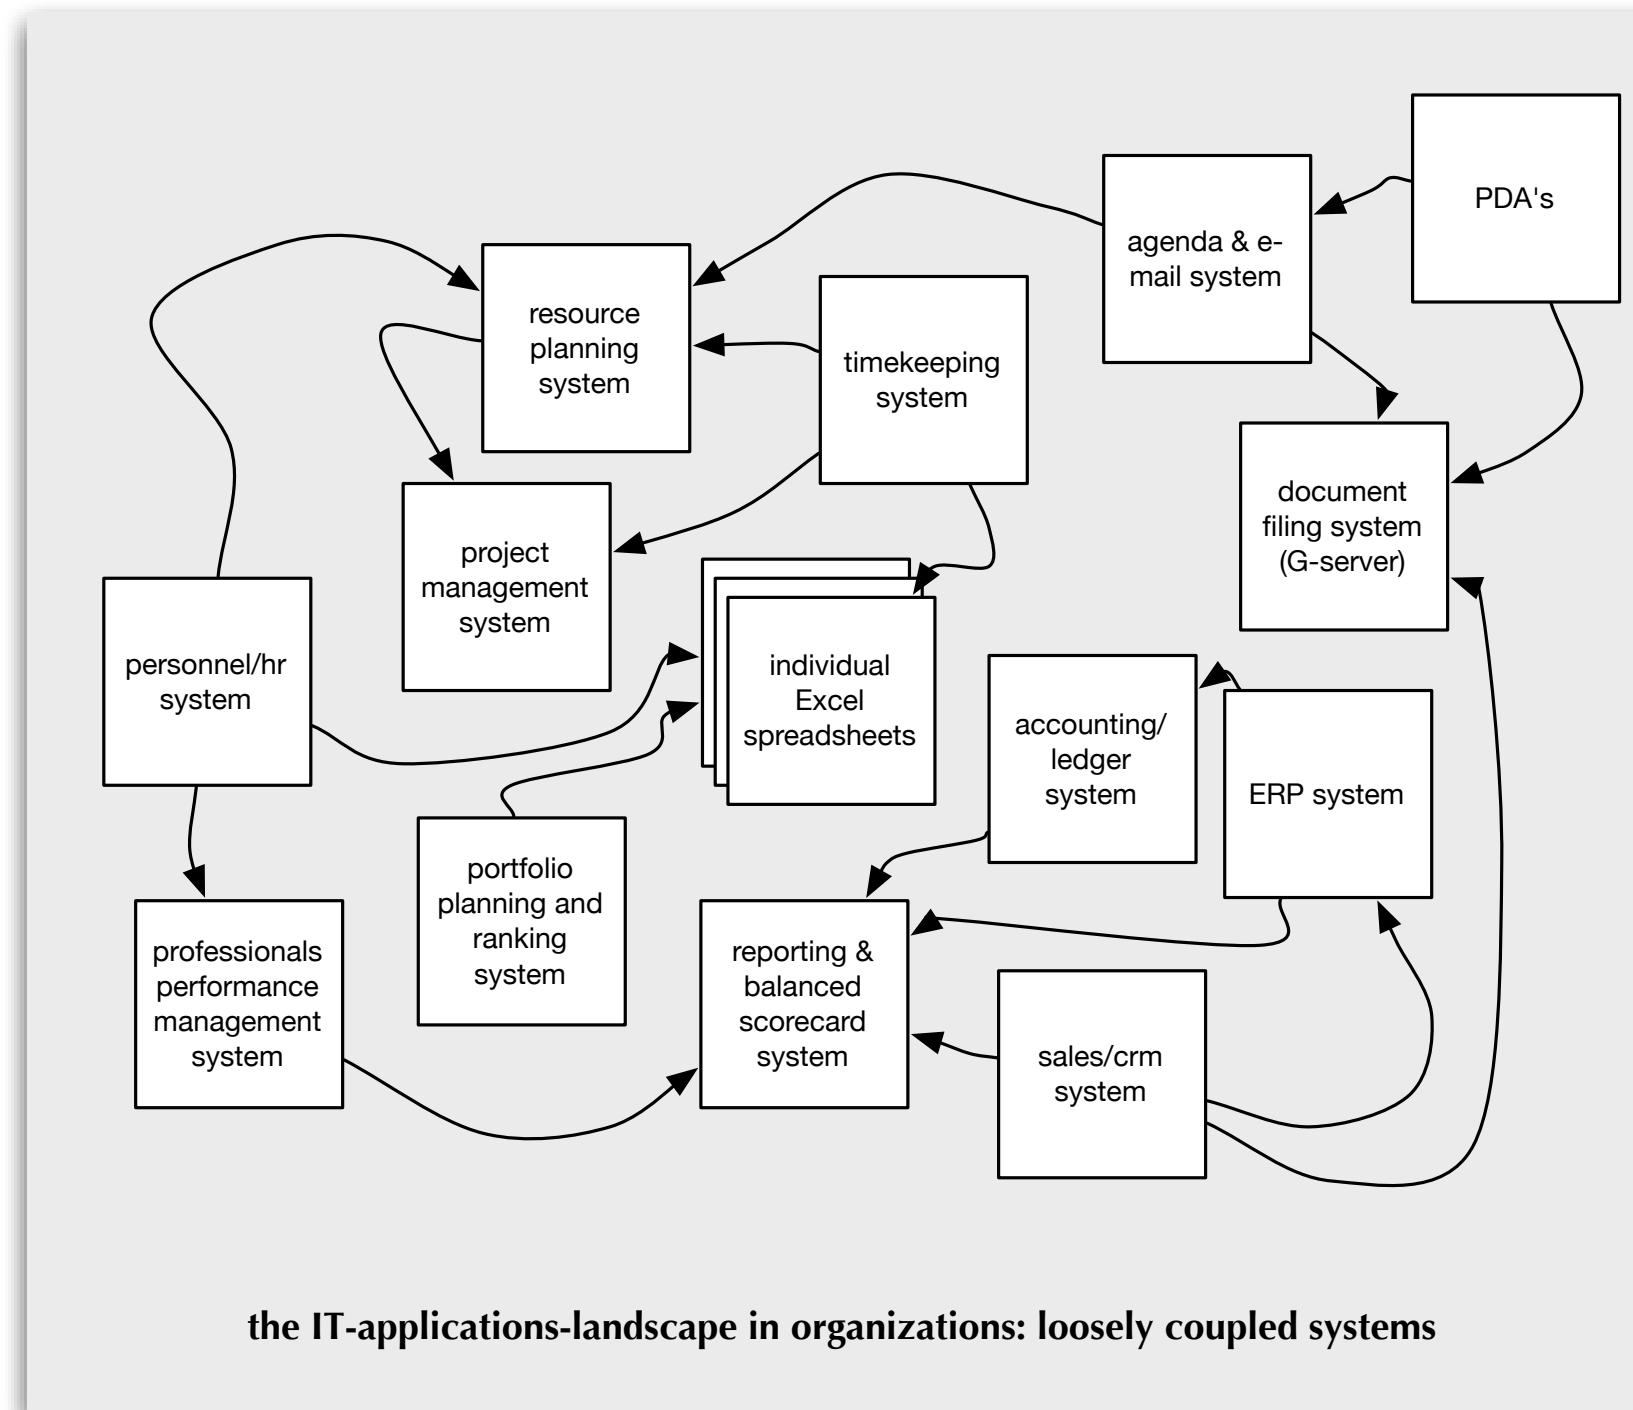 PDA's
agenda & e-
mail system
resource
planning
system
timekeeping
system
document
filing system
(G-server)
project
management
system
personnel/hr
system
individual
Excel
spreadsheets
accounting/
ledger
system
ERP system
portfolio
planning and
ranking
system
professionals
performance
management
system
reporting &
balanced
scorecard
system
sales/crm
system
the IT-applications-landscape in organizations: loosely coupled systems